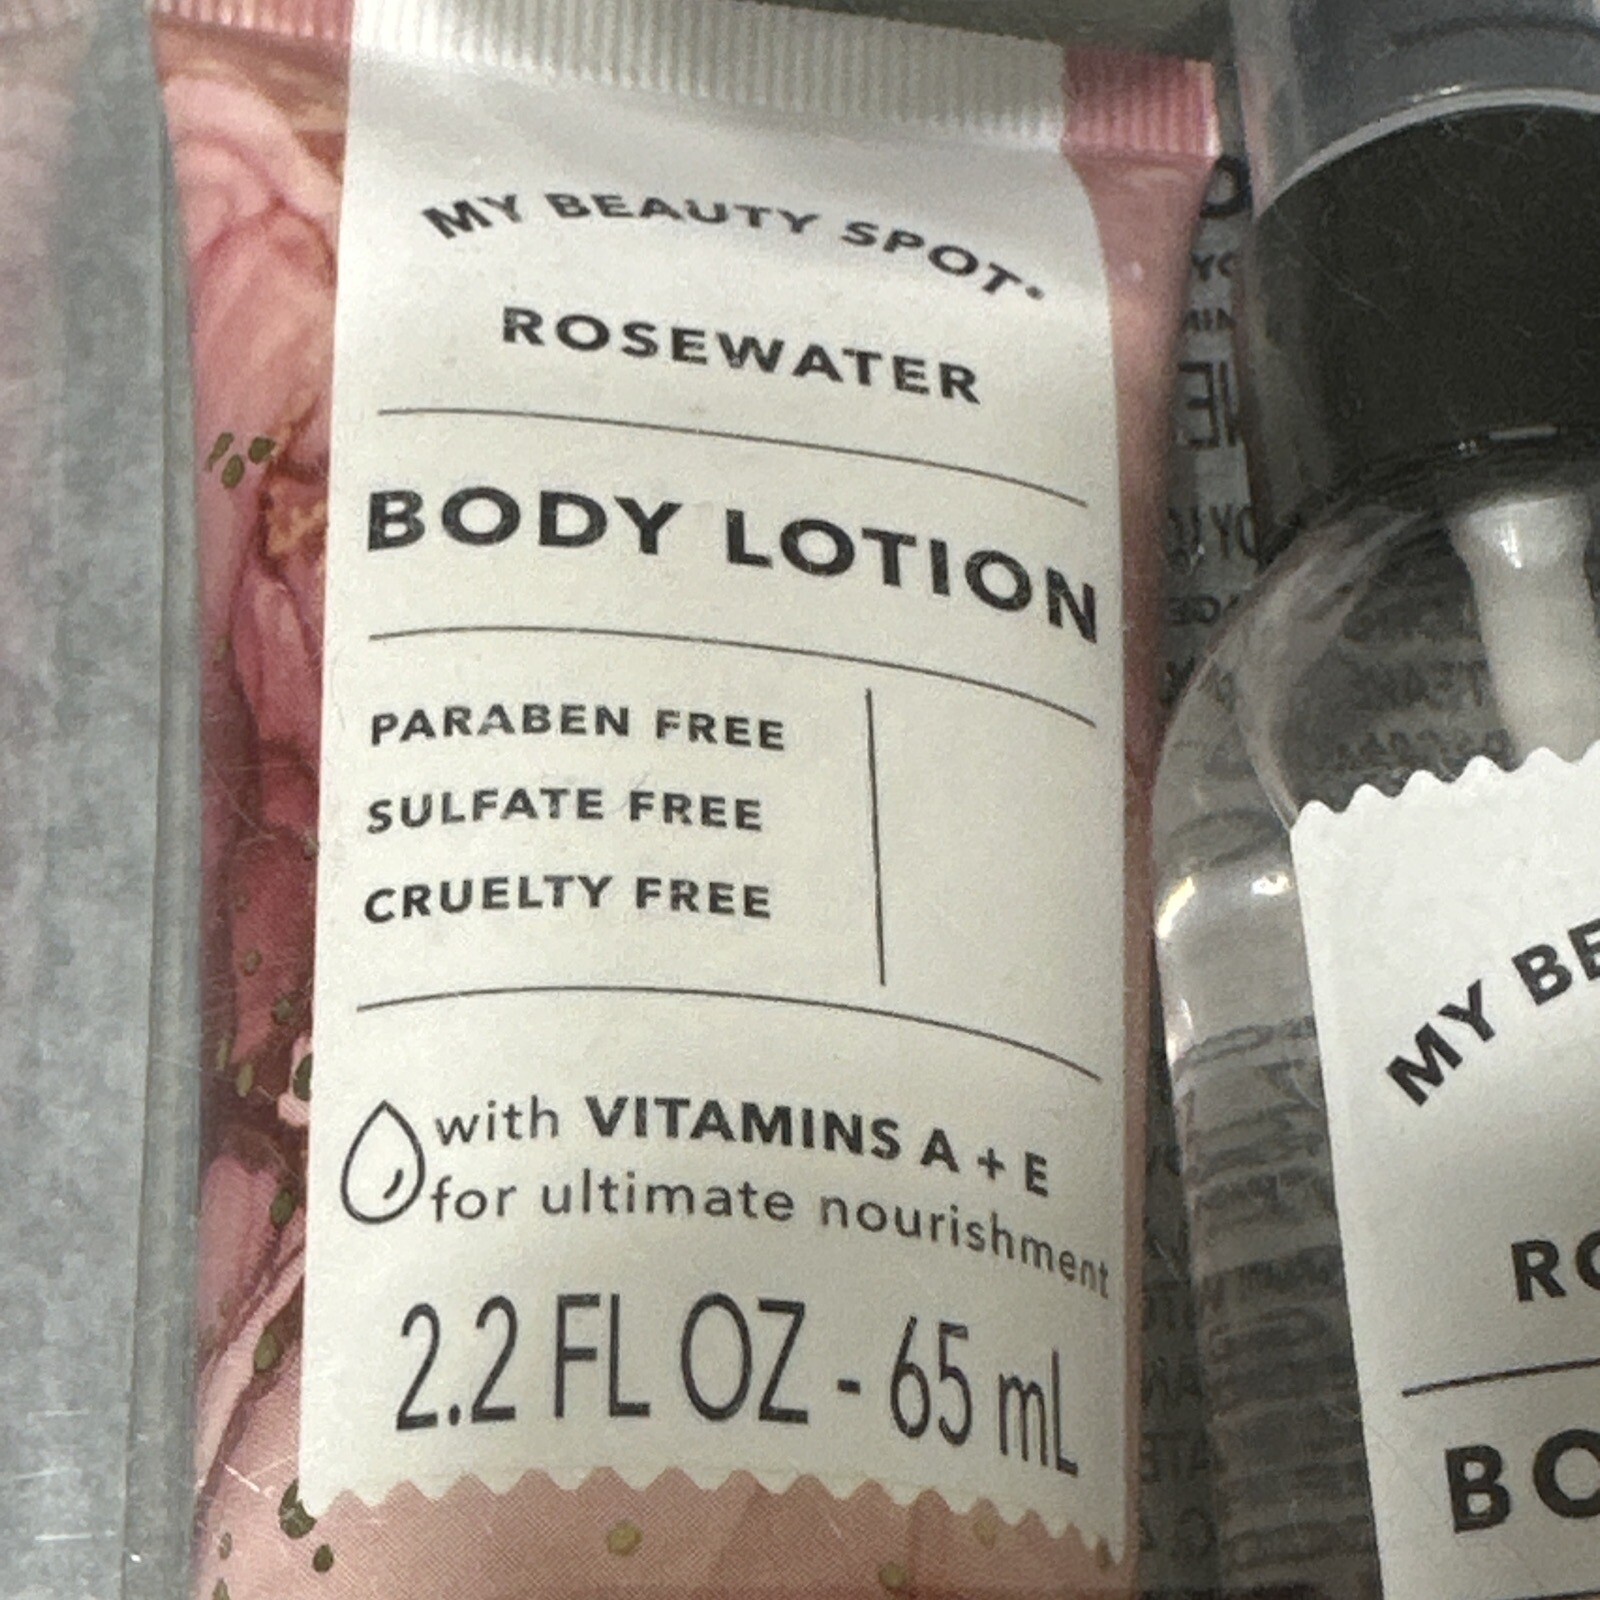 MY BEAUTY SPOT.
ROSEWATER
BODY LOTION
PARABEN FREE
SULFATE FREE
CRUELTY FREE
with VITAMINS A + E
for ultimate nourishment
2.2 FL OZ - 65 mL
MY BE
RO
BO